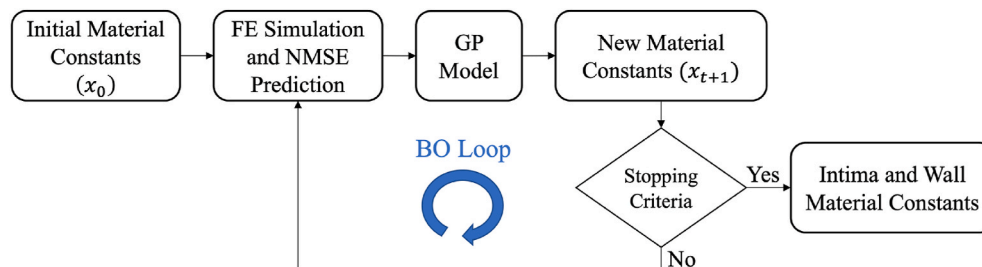 Initial Material
Constants
(x₀)
FE Simulation
and NMSE
Prediction
GP
Model
New Material
Constants (xₜ₊₁)
BO Loop
Stopping
Criteria
Yes
Intima and Wall
Material Constants
No